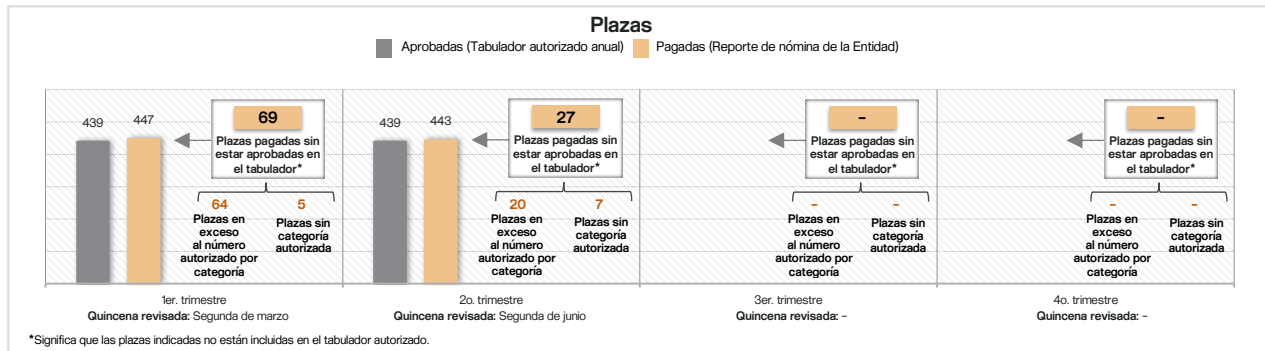 Plazas
Aprobadas (Tabulador autorizado anual)
Pagadas (Reporte de nómina de la Entidad)
439
447
69
Plazas pagadas sin
estar aprobadas en
el tabulador*
64
Plazas en
exceso
al número
autorizado por
categoría
5
Plazas sin
categoría
autorizada
1er. trimestre
Quincena revisada: Segunda de marzo
439
443
27
Plazas pagadas sin
estar aprobadas en
el tabulador*
20
Plazas en
exceso
al número
autorizado por
categoría
7
Plazas sin
categoría
autorizada
2o. trimestre
Quincena revisada: Segunda de junio
-
Plazas pagadas sin
estar aprobadas en
el tabulador*
-
Plazas en
exceso
al número
autorizado por
categoría
-
Plazas sin
categoría
autorizada
3er. trimestre
Quincena revisada: -
-
Plazas pagadas sin
estar aprobadas en
el tabulador*
-
Plazas en
exceso
al número
autorizado por
categoría
-
Plazas sin
categoría
autorizada
4o. trimestre
Quincena revisada: -
*Significa que las plazas indicadas no están incluidas en el tabulador autorizado.